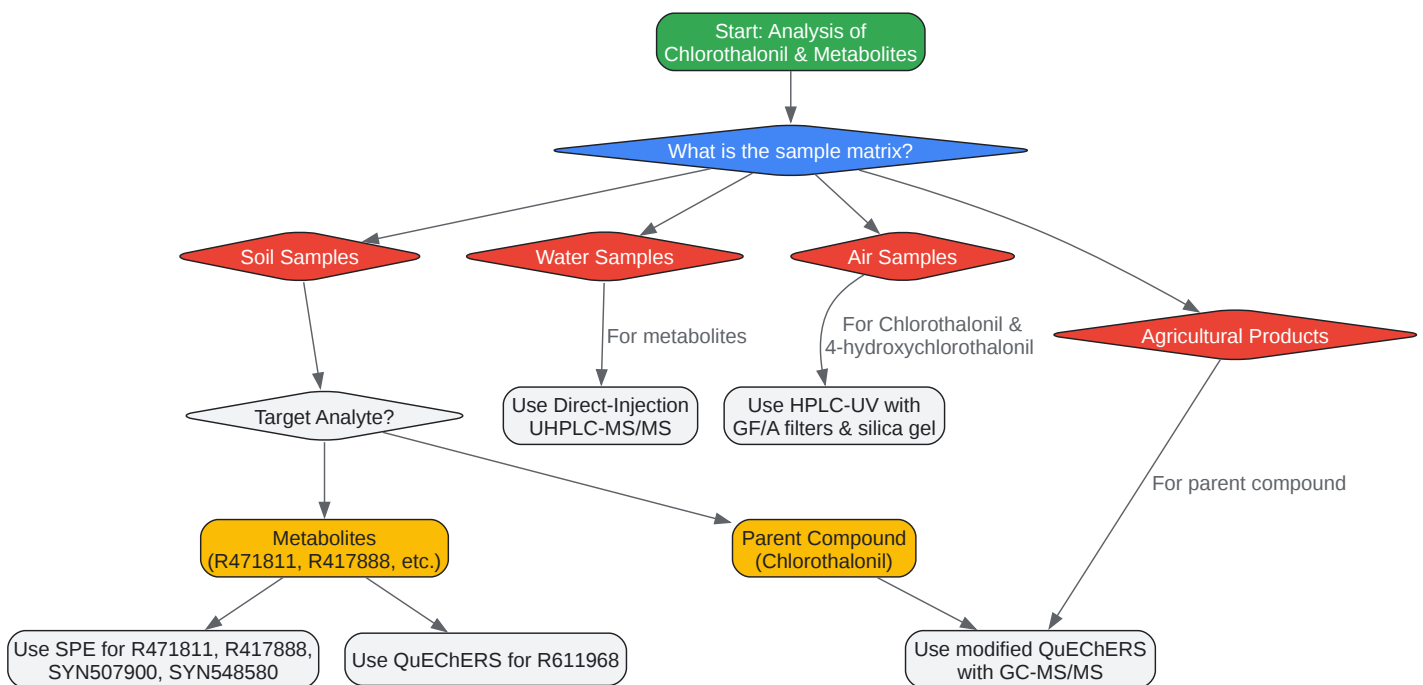 Start: Analysis of
Chlorothalonil & Metabolites
What is the sample matrix?
Soil Samples
Water Samples
Air Samples
Agricultural Products
For metabolites
For Chlorothalonil &
4-hydroxychlorothalonil
Target Analyte?
Use Direct-Injection
UHPLC-MS/MS
Use HPLC-UV with
GF/A filters & silica gel
For parent compound
Metabolites
(R471811, R417888, etc.)
Parent Compound
(Chlorothalonil)
Use SPE for R471811, R417888,
SYN507900, SYN548580
Use QuEChERS for R611968
Use modified QuEChERS
with GC-MS/MS